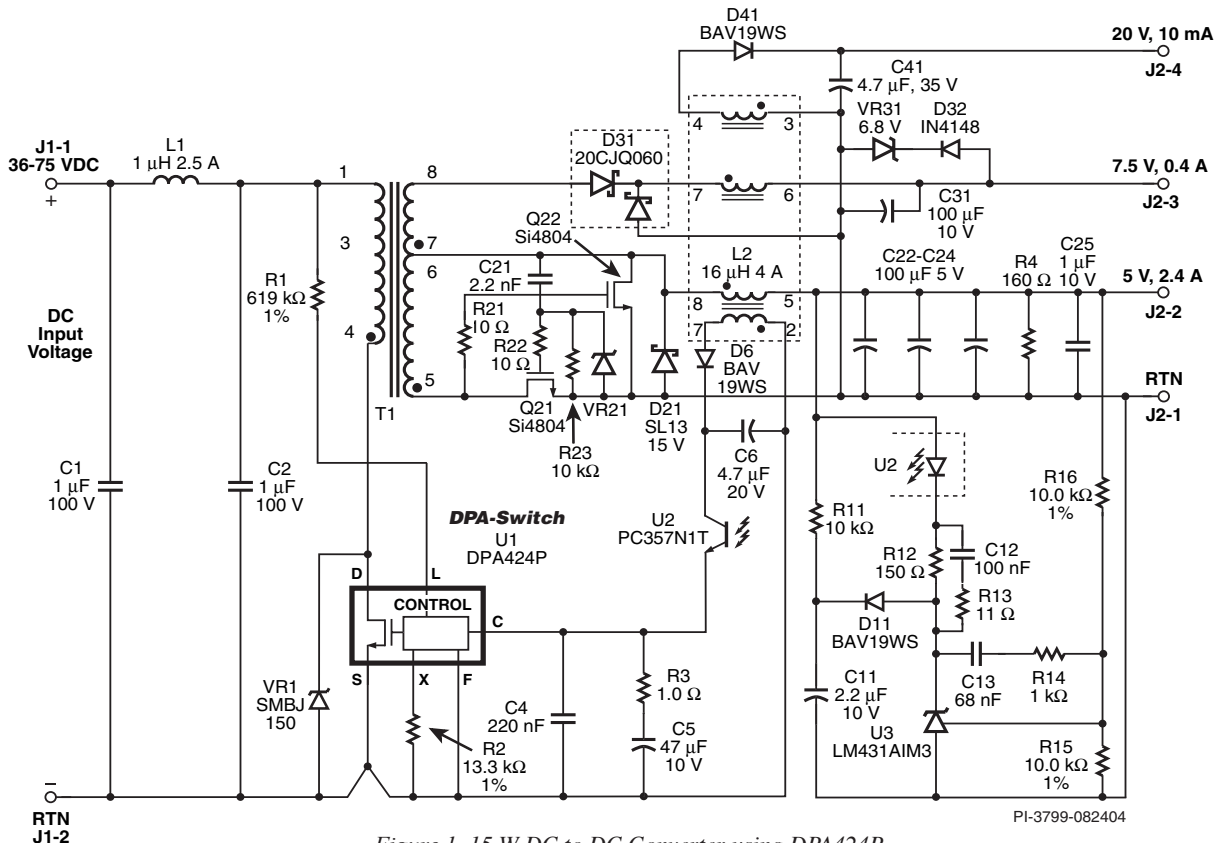 D41
BAV19WS
20 V, 10 mA
J2-4
C41
4.7 µF, 35 V
VR31
6.8 V
D32
IN4148
4
3
L1
1 µH 2.5 A
J1-1
36-75 VDC
+
D31
20CJQ060
1
8
7
6
7.5 V, 0.4 A
J2-3
C31
100 µF
10 V
Q22
Si4804
3
7
6
C21
2.2 nF
L2
16 µH 4 A
C22-C24
100 µF 5 V
R4
160 Ω
C25
1 µF
10 V
5 V, 2.4 A
J2-2
R1
619 kΩ
1%
DC
Input
Voltage
4
R21
10 Ω
R22
10 Ω
8
5
7
2
D6
BAV
19WS
5
T1
Q21
Si4804
VR21
R23
10 kΩ
D21
SL13
15 V
RTN
J2-1
C6
4.7 µF
20 V
U2
C1
1 µF
100 V
C2
1 µF
100 V
DPA-Switch
U1
DPA424P
U2
PC357N1T
R11
10 kΩ
R12
150 Ω
C12
100 nF
R13
11 Ω
R16
10.0 kΩ
1%
D
L
CONTROL
C
S
X
F
D11
BAV19WS
VR1
SMBJ
150
R2
13.3 kΩ
1%
C4
220 nF
R3
1.0 Ω
C5
47 µF
10 V
C11
2.2 µF
10 V
C13
68 nF
R14
1 kΩ
U3
LM431AIM3
R15
10.0 kΩ
1%
–
RTN
J1-2
PI-3799-082404
Figure 1. 15 W DC to DC Converter using DPA424P